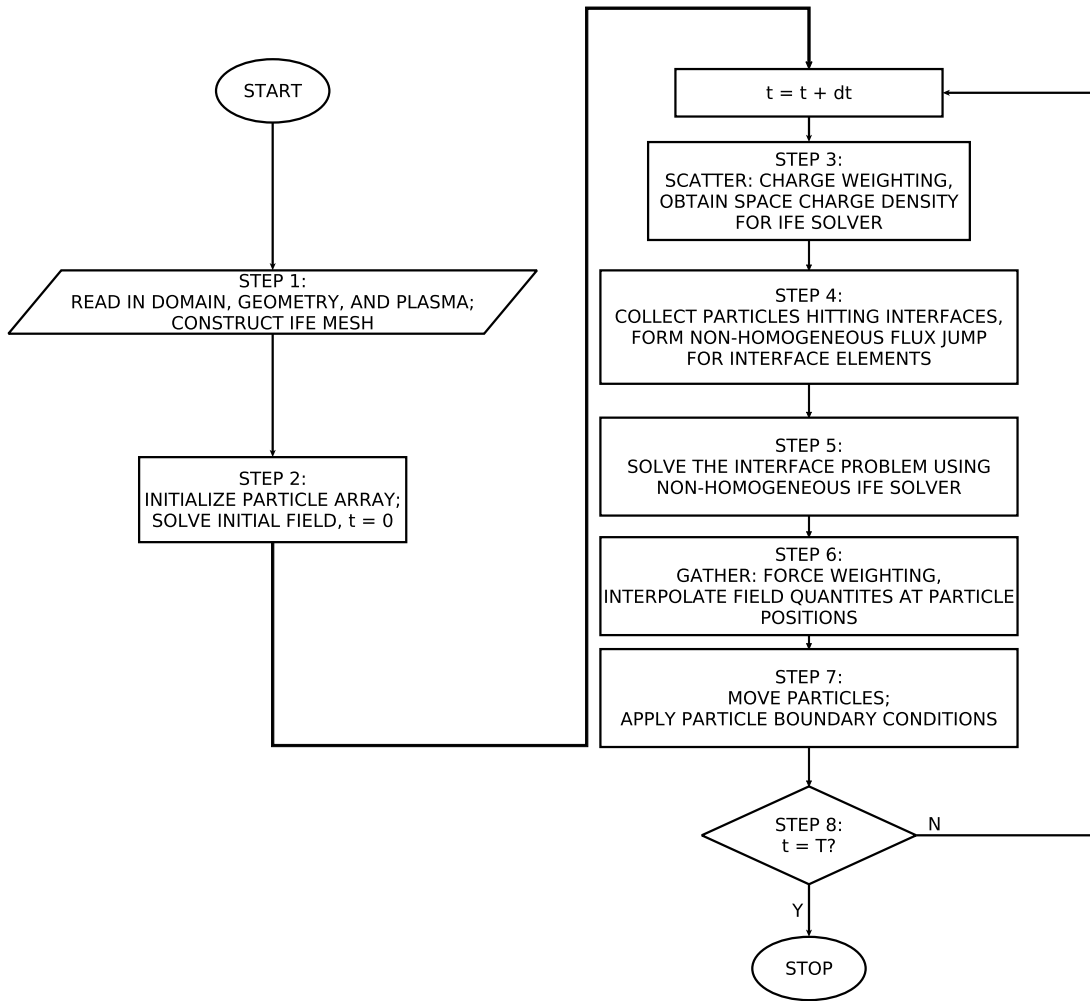 START
STEP 1:
READ IN DOMAIN, GEOMETRY, AND PLASMA;
CONSTRUCT IFE MESH
STEP 2:
INITIALIZE PARTICLE ARRAY;
SOLVE INITIAL FIELD, t = 0
t = t + dt
STEP 3:
SCATTER: CHARGE WEIGHTING,
OBTAIN SPACE CHARGE DENSITY
FOR IFE SOLVER
STEP 4:
COLLECT PARTICLES HITTING INTERFACES,
FORM NON-HOMOGENEOUS FLUX JUMP
FOR INTERFACE ELEMENTS
STEP 5:
SOLVE THE INTERFACE PROBLEM USING
NON-HOMOGENEOUS IFE SOLVER
STEP 6:
GATHER: FORCE WEIGHTING,
INTERPOLATE FIELD QUANTITES AT PARTICLE
POSITIONS
STEP 7:
MOVE PARTICLES;
APPLY PARTICLE BOUNDARY CONDITIONS
STEP 8:
t = T?
N
Y
STOP